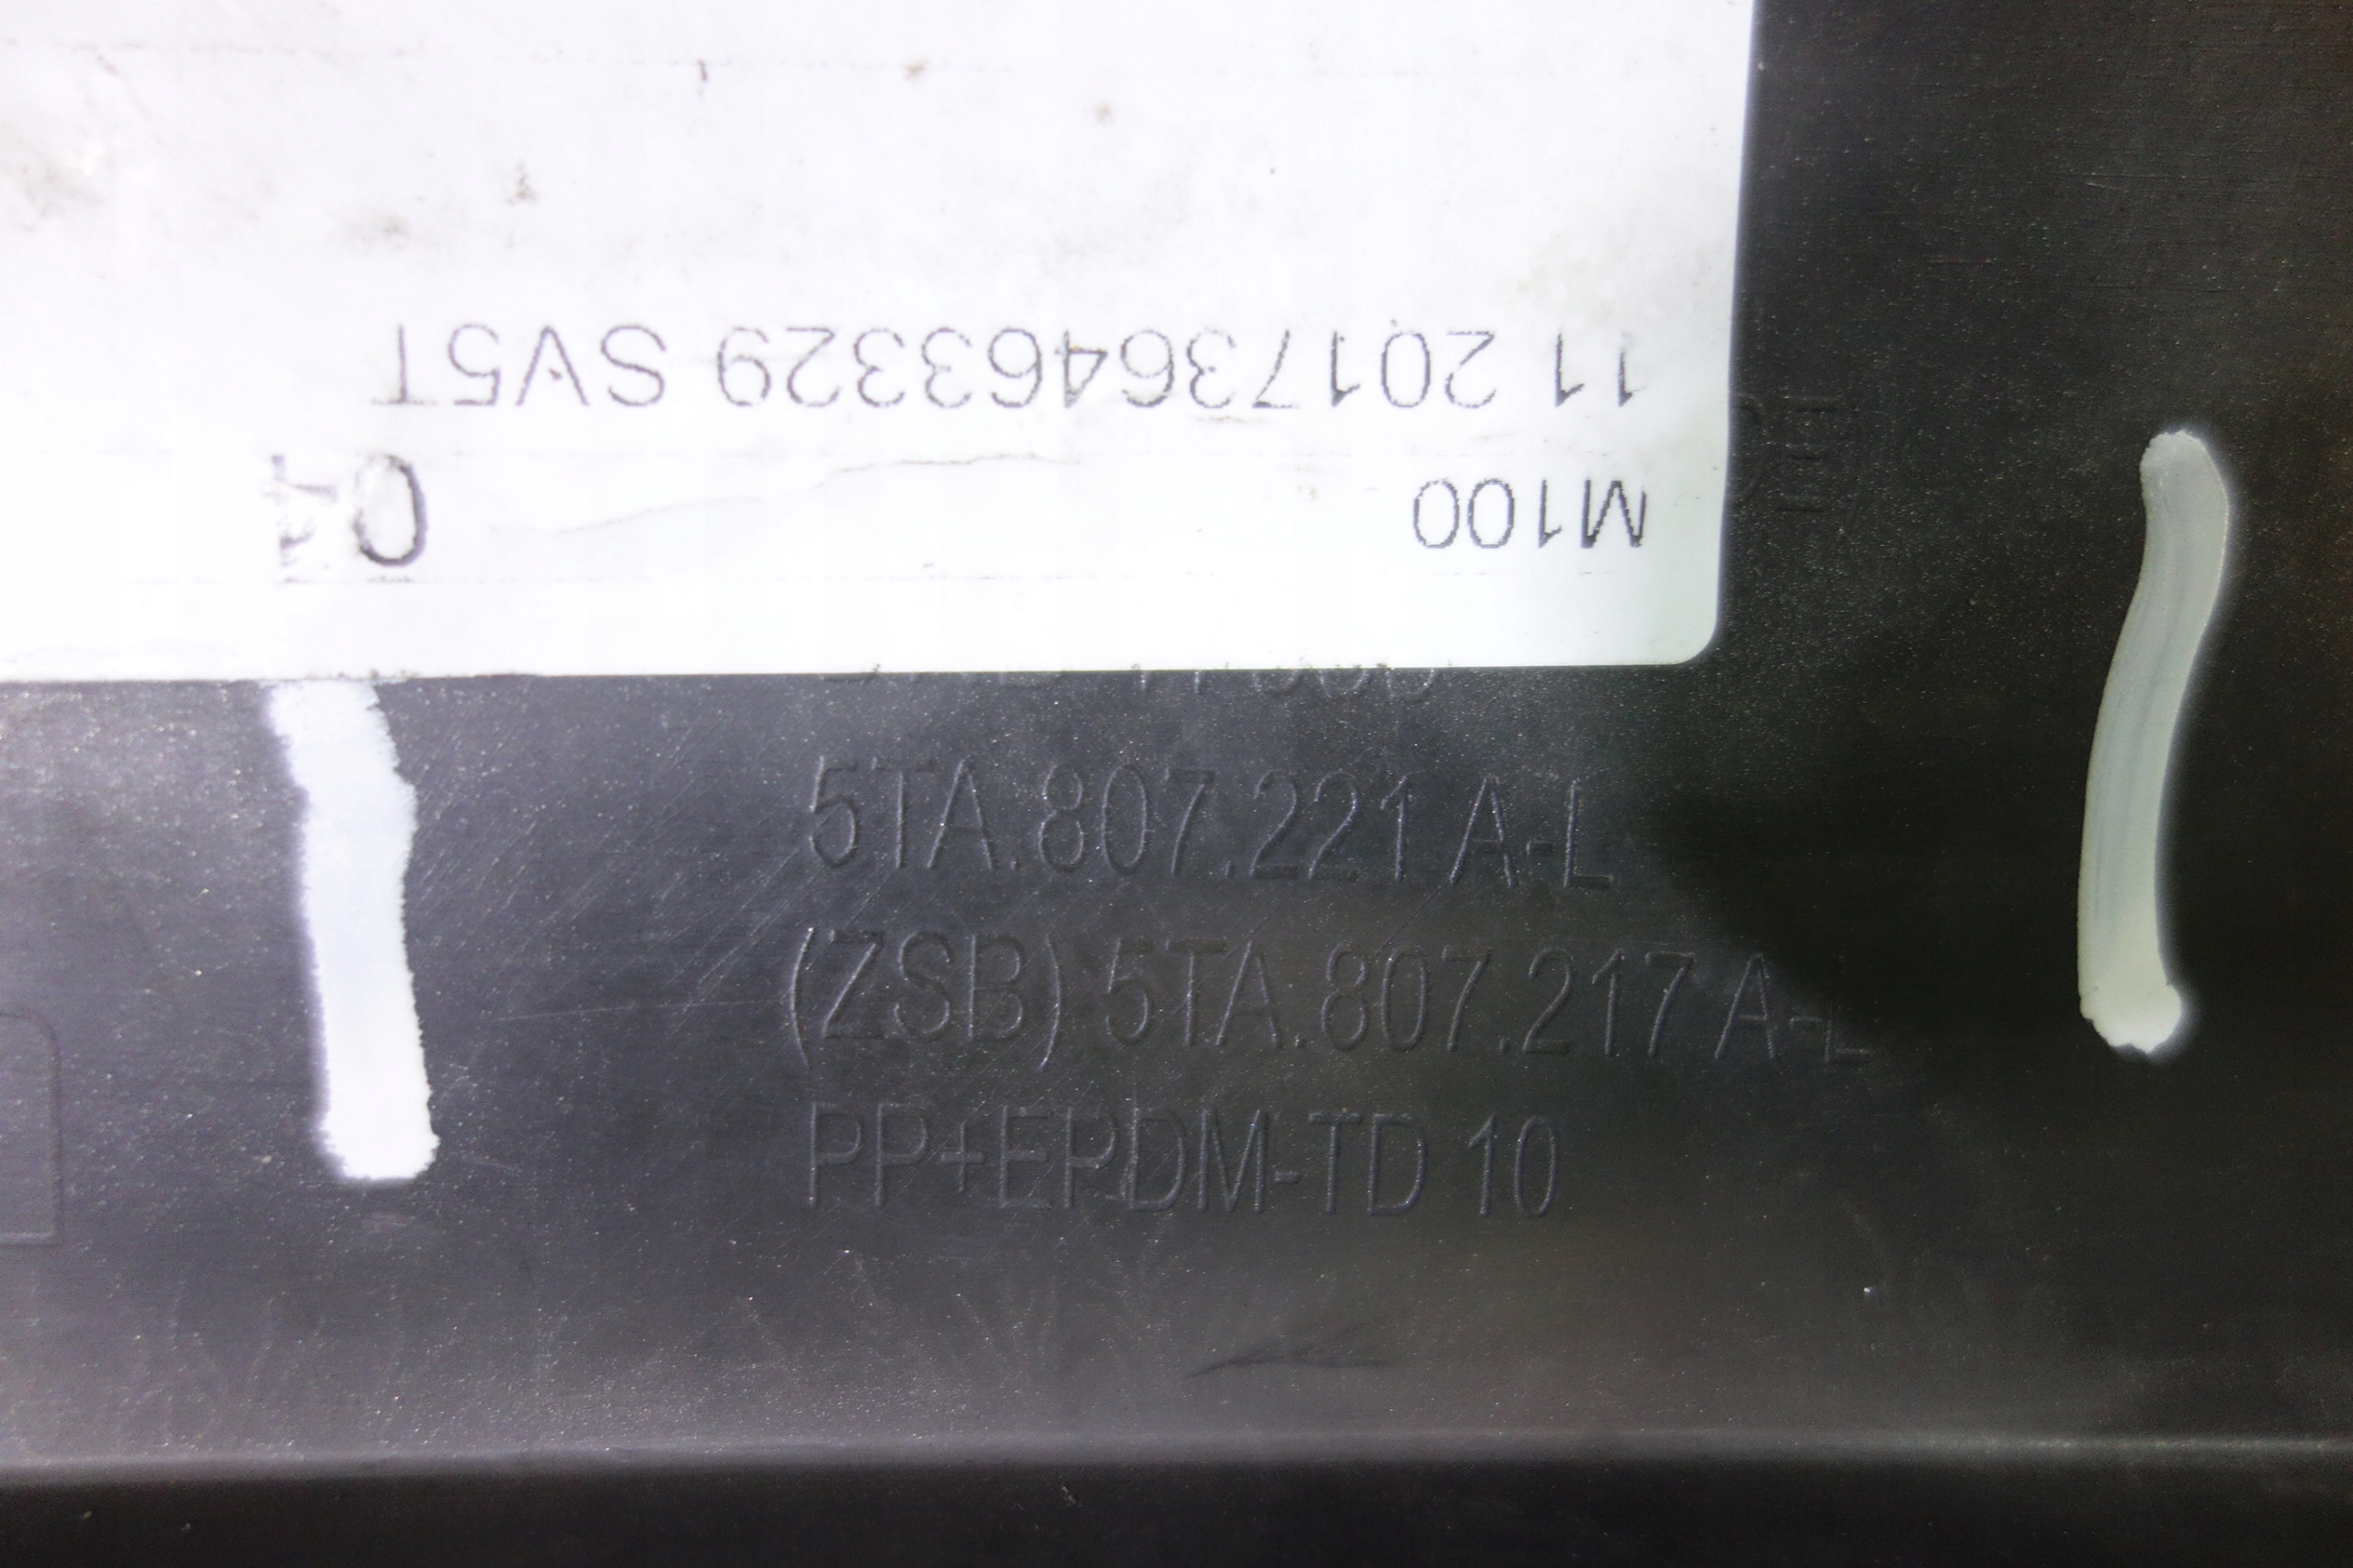 M100
04
11 2017364633329 SV5T
5TA.807.221 A-L
(ZSB) 5TA.807.217 A-L
PP+EPDM-TD 10